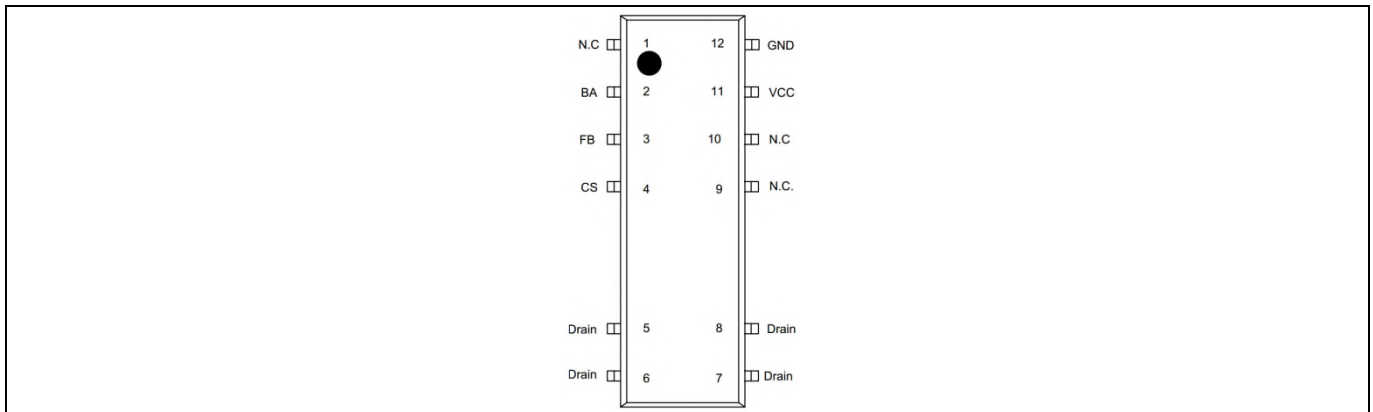 N.C 1 12 GND
BA 2 11 VCC
FB 3 10 N.C
CS 4 9 N.C.
Drain 5 8 Drain
Drain 6 7 Drain